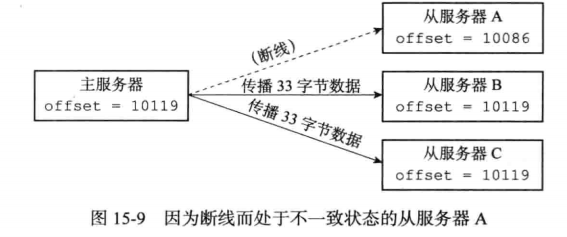 从服务器 A
offset = 10086
(断线)
主服务器
offset = 10119
传播 33 字节数据
从服务器 B
offset = 10119
传播 33 字节数据
从服务器 C
offset = 10119
图 15-9 因为断线而处于不一致状态的从服务器 A